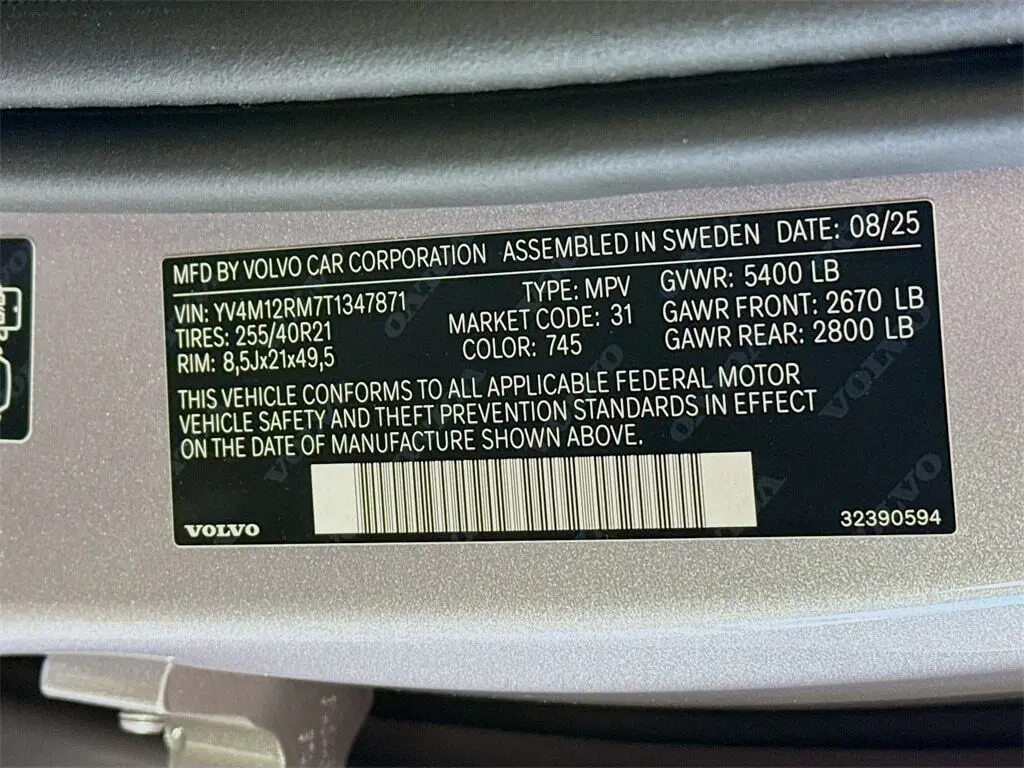 MFD BY VOLVO CAR CORPORATION ASSEMBLED IN SWEDEN DATE: 08/25
VIN: YV4M12RM7T1347871 TYPE: MPV GVWR: 5400 LB
TIRES: 255/40R21 MARKET CODE: 31 GAWR FRONT: 2670 LB
RIM: 8,5Jx21x49,5 COLOR: 745 GAWR REAR: 2800 LB
THIS VEHICLE CONFORMS TO ALL APPLICABLE FEDERAL MOTOR
VEHICLE SAFETY AND THEFT PREVENTION STANDARDS IN EFFECT
ON THE DATE OF MANUFACTURE SHOWN ABOVE.
VOLVO 32390594